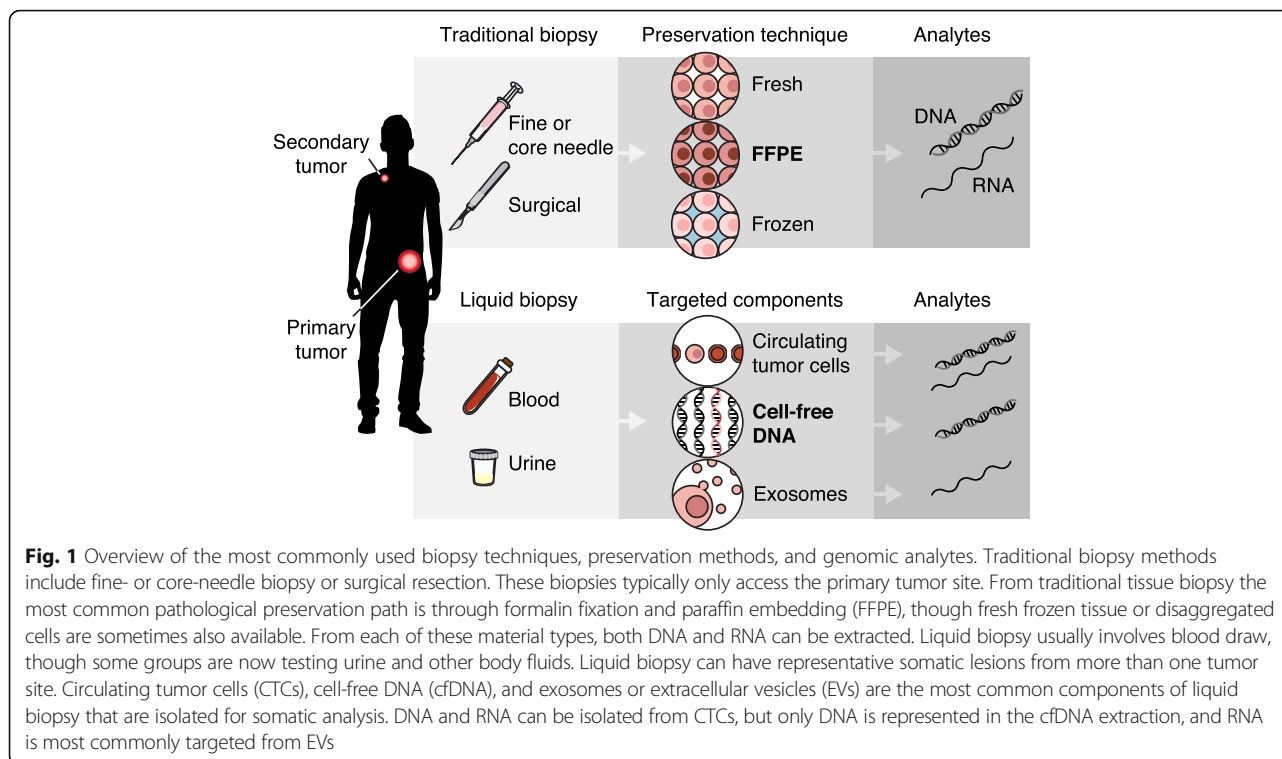 Traditional biopsy
Preservation technique
Analytes
Secondary
tumor
Primary
tumor
Fine or
core needle
Surgical
Fresh
FFPE
Frozen
DNA
RNA
Liquid biopsy
Targeted components
Analytes
Blood
Urine
Circulating
tumor cells
Cell-free
DNA
Exosomes
Fig. 1 Overview of the most commonly used biopsy techniques, preservation methods, and genomic analytes. Traditional biopsy methods
include fine- or core-needle biopsy or surgical resection. These biopsies typically only access the primary tumor site. From traditional tissue biopsy the
most common pathological preservation path is through formalin fixation and paraffin embedding (FFPE), though fresh frozen tissue or disaggregated
cells are sometimes also available. From each of these material types, both DNA and RNA can be extracted. Liquid biopsy usually involves blood draw,
though some groups are now testing urine and other body fluids. Liquid biopsy can have representative somatic lesions from more than one tumor
site. Circulating tumor cells (CTCs), cell-free DNA (cfDNA), and exosomes or extracellular vesicles (EVs) are the most common components of liquid
biopsy that are isolated for somatic analysis. DNA and RNA can be isolated from CTCs, but only DNA is represented in the cfDNA extraction, and RNA
is most commonly targeted from EVs